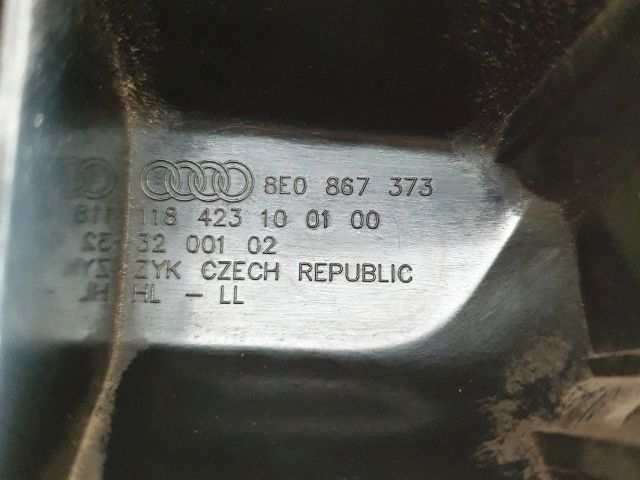 8E0 867 373
118 423 10 01 00
32 001 02
ZYK CZECH REPUBLIC
HL - LL